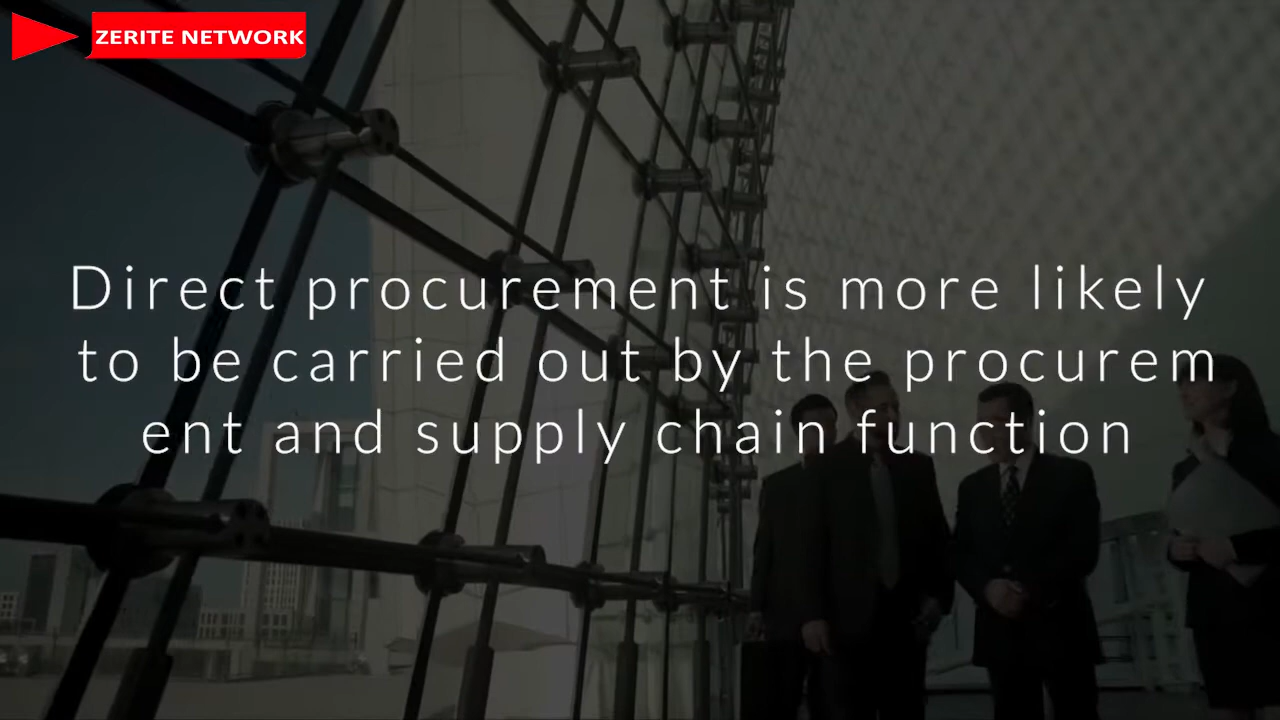 ZERITE NETWORK
Direct procurement is more likely
to be carried out by the procurem
ent and supply chain function